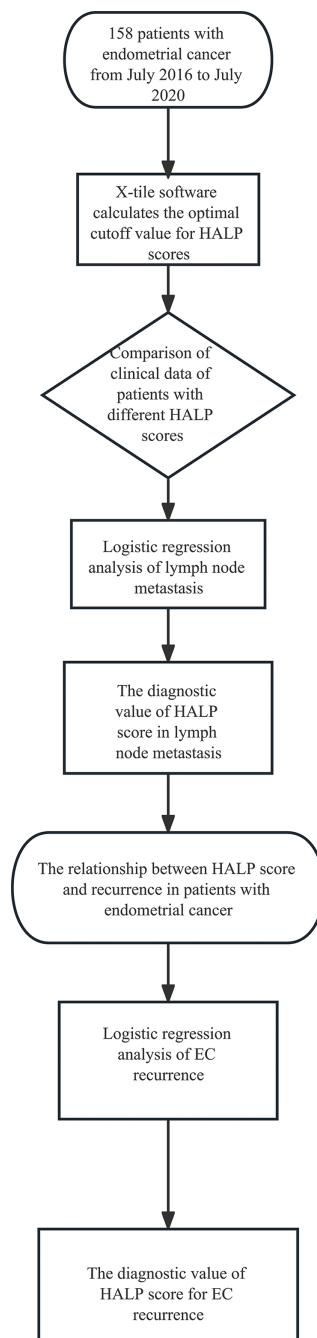 158 patients with
endometrial cancer
from July 2016 to July
2020
X-tile software
calculates the optimal
cutoff value for HALP
scores
Comparison of
clinical data of
patients with
different HALP
scores
Logistic regression
analysis of lymph node
metastasis
The diagnostic
value of HALP
score in lymph
node metastasis
The relationship between HALP score
and recurrence in patients with
endometrial cancer
Logistic regression
analysis of EC
recurrence
The diagnostic value of
HALP score for EC
recurrence